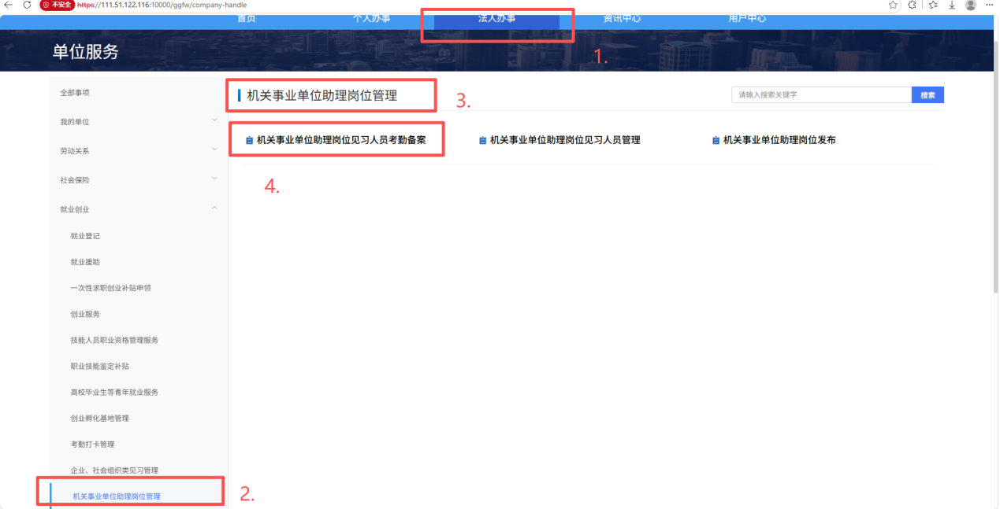 不安全 https://111.51.122.116:10000/ggfw/company-handle
首页 个人办事 法人办事 资讯中心 用户中心
1.
单位服务
全部事项
我的单位
劳动关系
社会保险
就业创业
就业登记
就业援助
一次性求职创业补贴申领
创业服务
技能人员职业资格管理服务
职业技能鉴定补贴
高校毕业生等青年就业服务
创业孵化基地管理
考勤打卡管理
企业、社会组织类见习管理
机关事业单位助理岗位管理
2.
机关事业单位助理岗位管理
3.
请输入搜索关键字 搜索
机关事业单位助理岗位见习人员考勤备案 机关事业单位助理岗位见习人员管理 机关事业单位助理岗位发布
4.